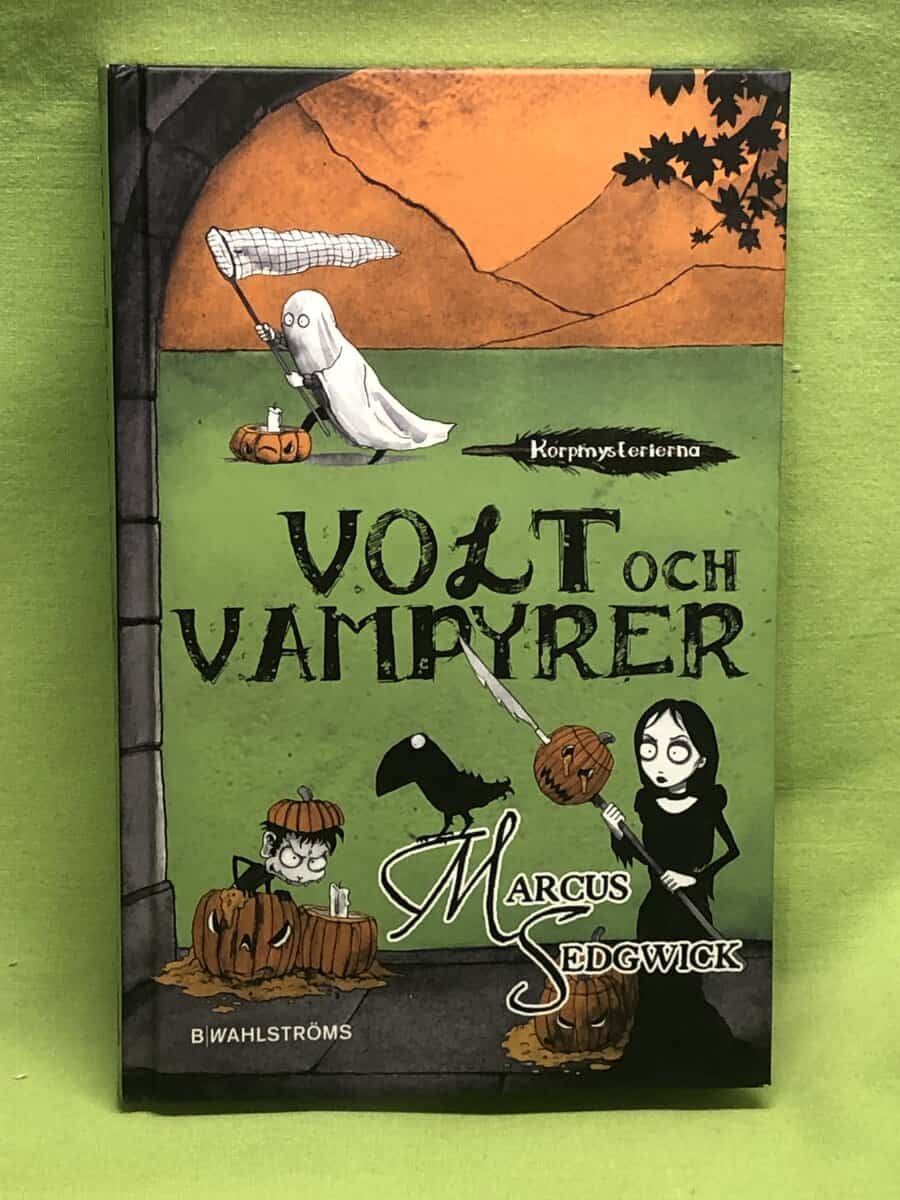 Korpmysterierna
VOLT OCH
VAMPYRER
MARCUS
SEDGWICK
B|WAHLSTRÖMS